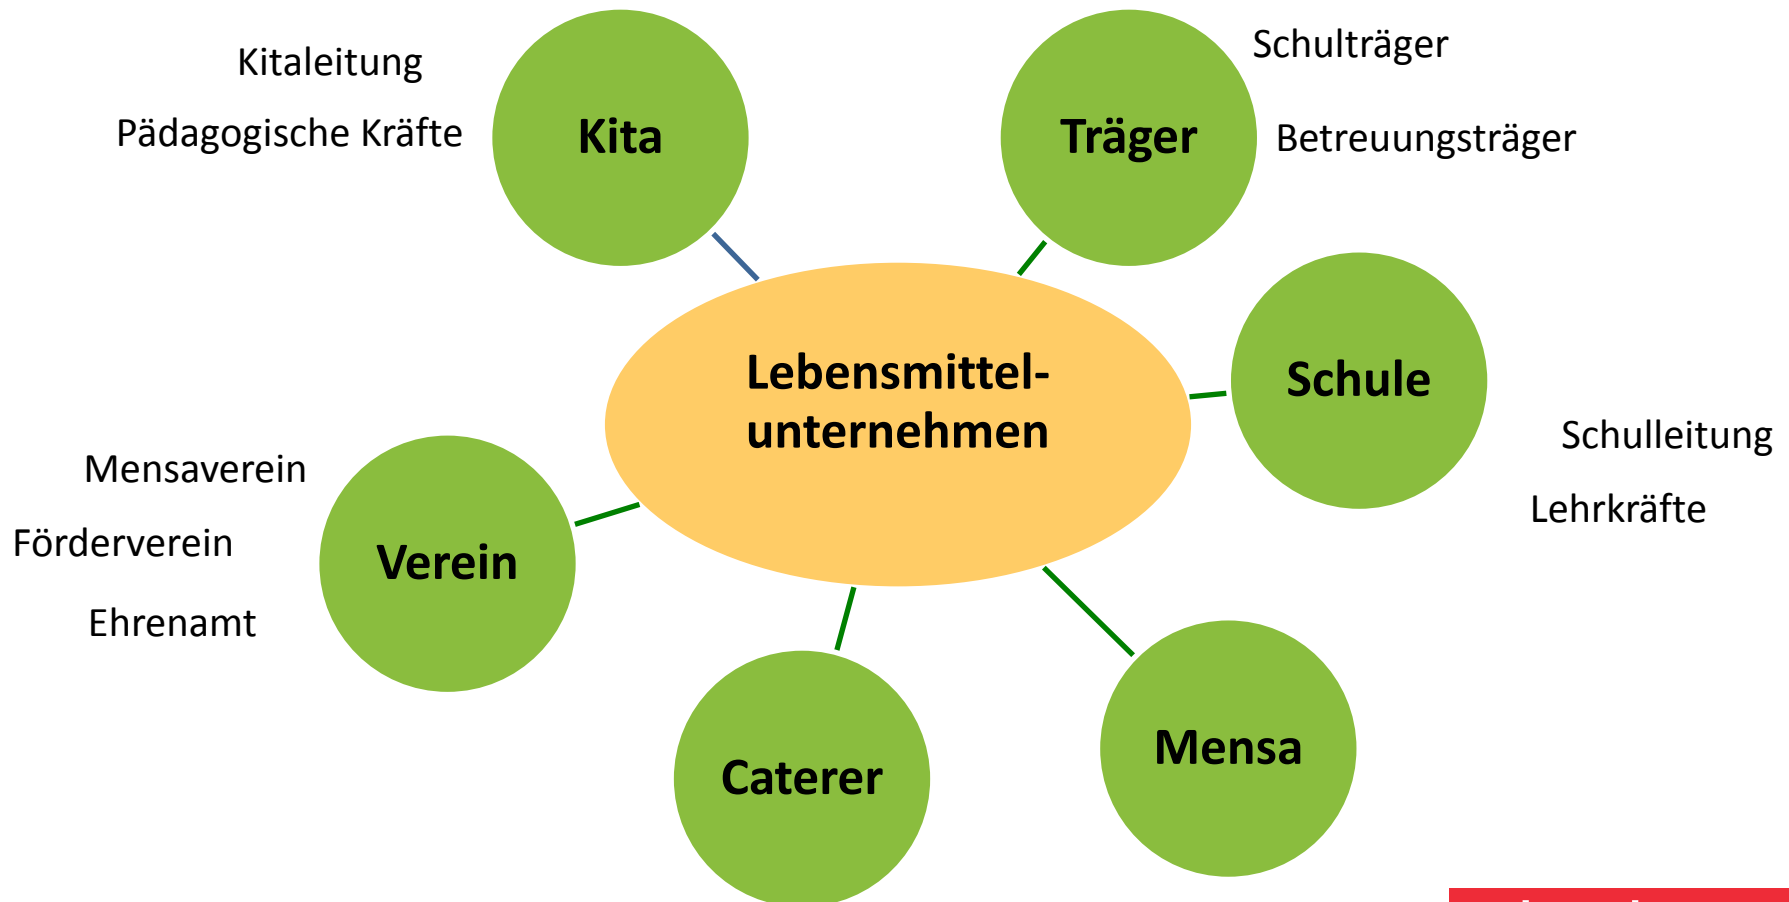 Kitaleitung
Pädagogische Kräfte
Kita
Träger
Schulträger
Betreuungsträger
Lebensmittel-
unternehmen
Schule
Schulleitung
Lehrkräfte
Mensaverein
Förderverein
Ehrenamt
Verein
Caterer
Mensa